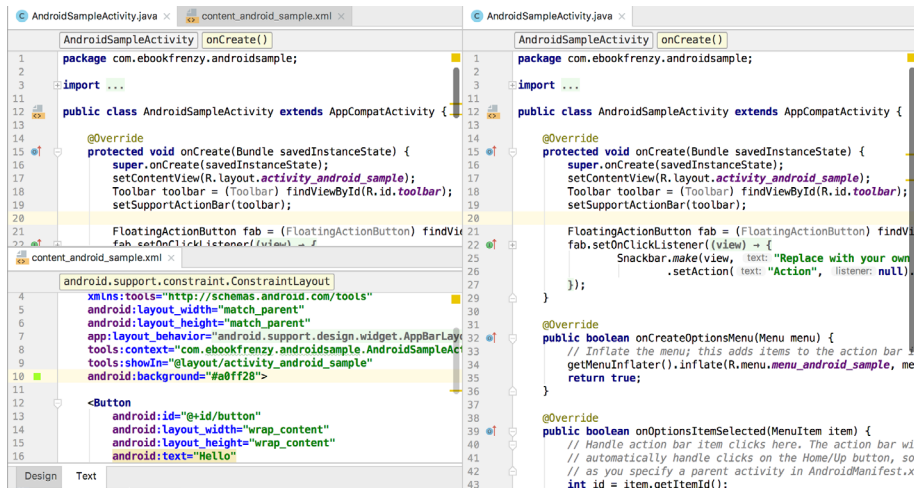 AndroidSampleActivity.java × content_android_sample.xml ×
AndroidSampleActivity onCreate()
1 package com.ebookfrenzy.androidsample;
2
3 import ...
11
12 public class AndroidSampleActivity extends AppCompatActivity {
13
14 @Override
15 protected void onCreate(Bundle savedInstanceState) {
16 super.onCreate(savedInstanceState);
17 setContentView(R.layout.activity_android_sample);
18 Toolbar toolbar = (Toolbar) findViewById(R.id.toolbar);
19 setSupportActionBar(toolbar);
20
21 FloatingActionButton fab = (FloatingActionButton) findVie
22 fab.setOnClickListener((view) → {
content_android_sample.xml ×
android.support.constraint.ConstraintLayout
4 xmlns:tools="http://schemas.android.com/tools"
5 android:layout_width="match_parent"
6 android:layout_height="match_parent"
7 app:layout_behavior="android.support.design.widget.AppBarLayo
8 tools:context="com.ebookfrenzy.androidsample.AndroidSampleAct
9 tools:showIn="@layout/activity_android_sample"
10 android:background="#a0ff28">
11
12 <Button
13 android:id="@+id/button"
14 android:layout_width="wrap_content"
15 android:layout_height="wrap_content"
16 android:text="Hello"
Design Text
AndroidSampleActivity.java ×
AndroidSampleActivity onCreate()
1 package com.ebookfrenzy.androidsample;
2
3 import ...
11
12 public class AndroidSampleActivity extends AppCompatActivity {
13
14 @Override
15 protected void onCreate(Bundle savedInstanceState) {
16 super.onCreate(savedInstanceState);
17 setContentView(R.layout.activity_android_sample);
18 Toolbar toolbar = (Toolbar) findViewById(R.id.toolbar);
19 setSupportActionBar(toolbar);
20
21 FloatingActionButton fab = (FloatingActionButton) findVi
22 fab.setOnClickListener((view) → {
25 Snackbar.make(view, text: "Replace with your own
26 .setAction( text: "Action", listener: null).
27 });
29 }
30
31 @Override
32 public boolean onCreateOptionsMenu(Menu menu) {
33 // Inflate the menu; this adds items to the action bar i
34 getMenuInflater().inflate(R.menu.menu_android_sample, me
35 return true;
36 }
37
38 @Override
39 public boolean onOptionsItemSelected(MenuItem item) {
40 // Handle action bar item clicks here. The action bar wi
41 // automatically handle clicks on the Home/Up button, so
42 // as you specify a parent activity in AndroidManifest.x
43 int id = item.getItemId();